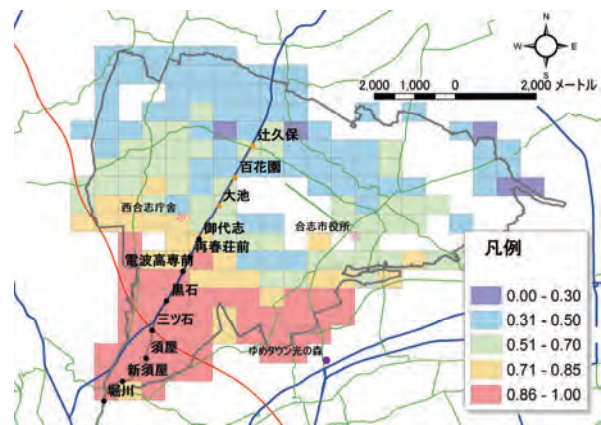 N
W E
S
2,000 1,000 0 2,000 メートル
辻久保
百花園
大池
西合志庁舎
御代志
合志市役所
再春荘前
電波高専前
黒石
三ツ石
須屋
ゆめタウン光の森
新須屋
堀川
凡例
0.00 - 0.30
0.31 - 0.50
0.51 - 0.70
0.71 - 0.85
0.86 - 1.00